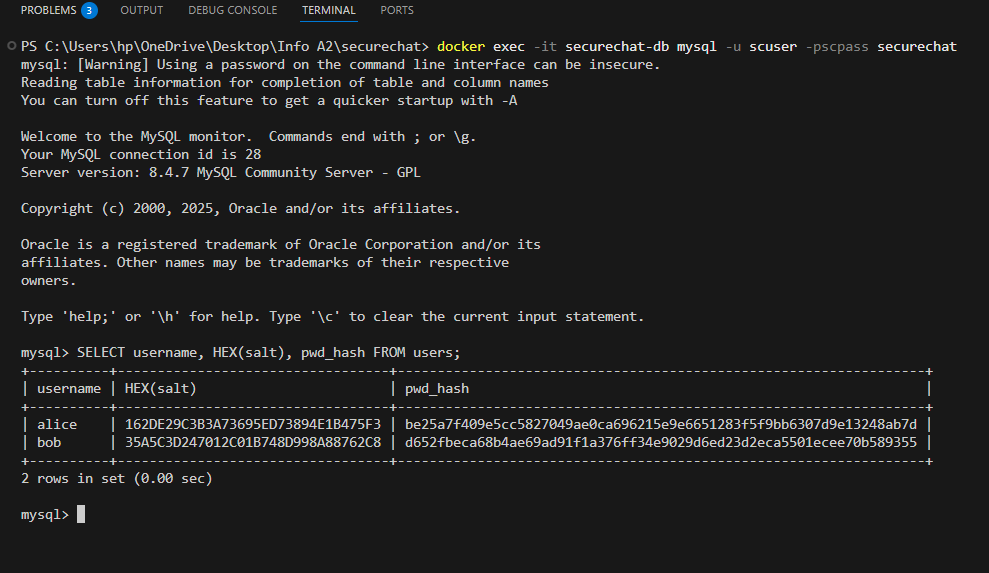 PROBLEMS 3 OUTPUT DEBUG CONSOLE TERMINAL PORTS
PS C:\Users\hp\OneDrive\Desktop\Info A2\securechat> docker exec -it securechat-db mysql -u scuser -pscpass securechat
mysql: [Warning] Using a password on the command line interface can be insecure.
Reading table information for completion of table and column names
You can turn off this feature to get a quicker startup with -A
Welcome to the MySQL monitor.  Commands end with ; or \g.
Your MySQL connection id is 28
Server version: 8.4.7 MySQL Community Server - GPL
Copyright (c) 2000, 2025, Oracle and/or its affiliates.
Oracle is a registered trademark of Oracle Corporation and/or its
affiliates. Other names may be trademarks of their respective
owners.
Type 'help;' or '\h' for help. Type '\c' to clear the current input statement.
mysql> SELECT username, HEX(salt), pwd_hash FROM users;
+----------+----------------------------------+------------------------------------------------------------------+
| username | HEX(salt)                        | pwd_hash                                                         |
+----------+----------------------------------+------------------------------------------------------------------+
| alice    | 162DE29C3B3A73695ED73894E1B475F3 | be25a7f409e5cc5827049ae0ca696215e9e6651283f5f9bb6307d9e13248ab7d |
| bob      | 35A5C3D247012C01B748D998A88762C8 | d652fbeca68b4ae69ad91f1a376ff34e9029d6ed23d2eca5501ecee70b589355 |
+----------+----------------------------------+------------------------------------------------------------------+
2 rows in set (0.00 sec)
mysql>